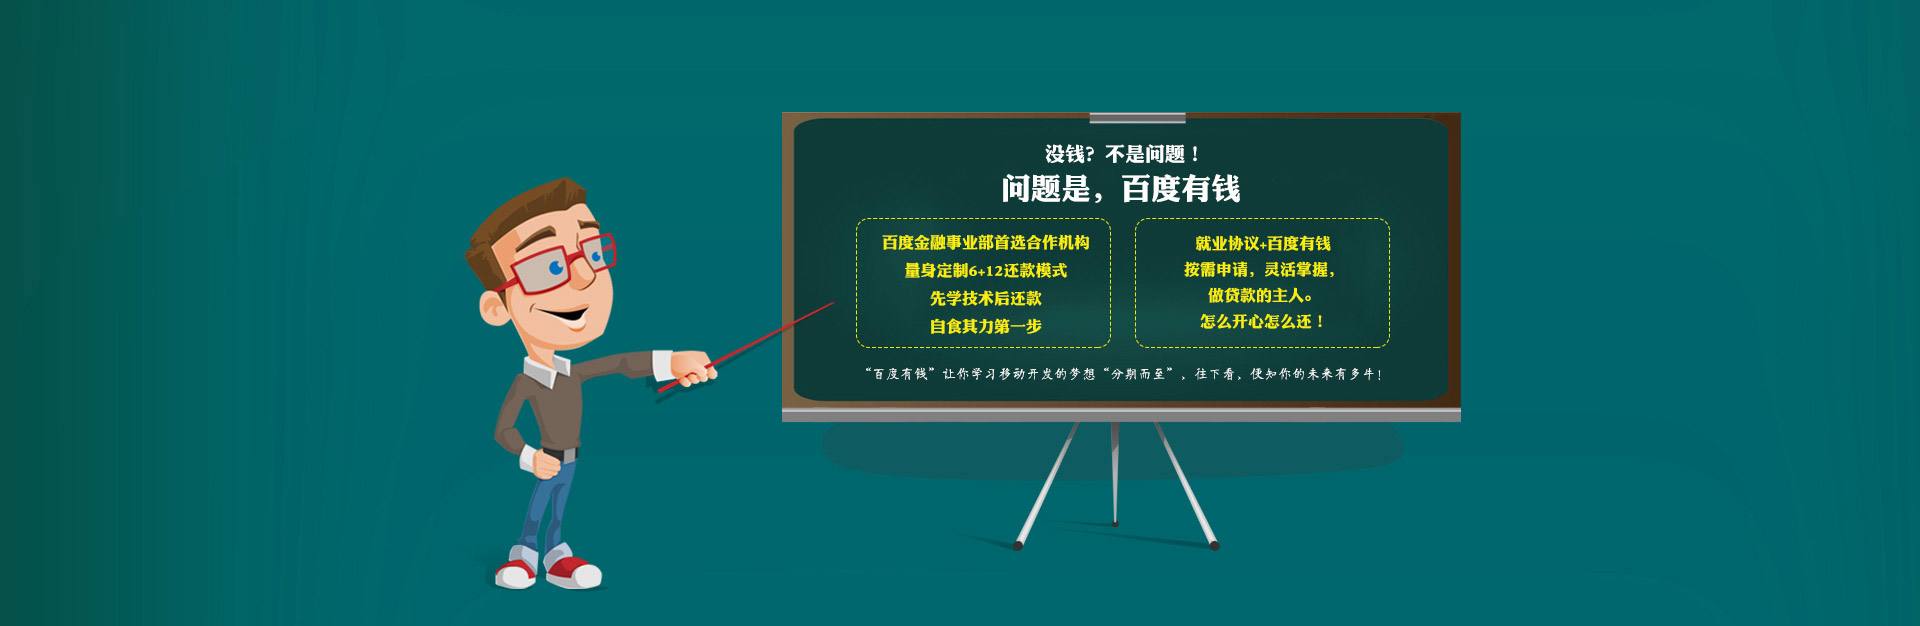 没钱？不是问题！
问题是，百度有钱
百度金融事业部首选合作机构
量身定制6+12还款模式
先学技术后还款
自食其力第一步
就业协议+百度有钱
按需申请，灵活掌握，
做贷款的主人。
怎么开心怎么还！
“百度有钱”让你学习移动开发的梦想“分期而至”，往下看，便知你的未来有多牛！